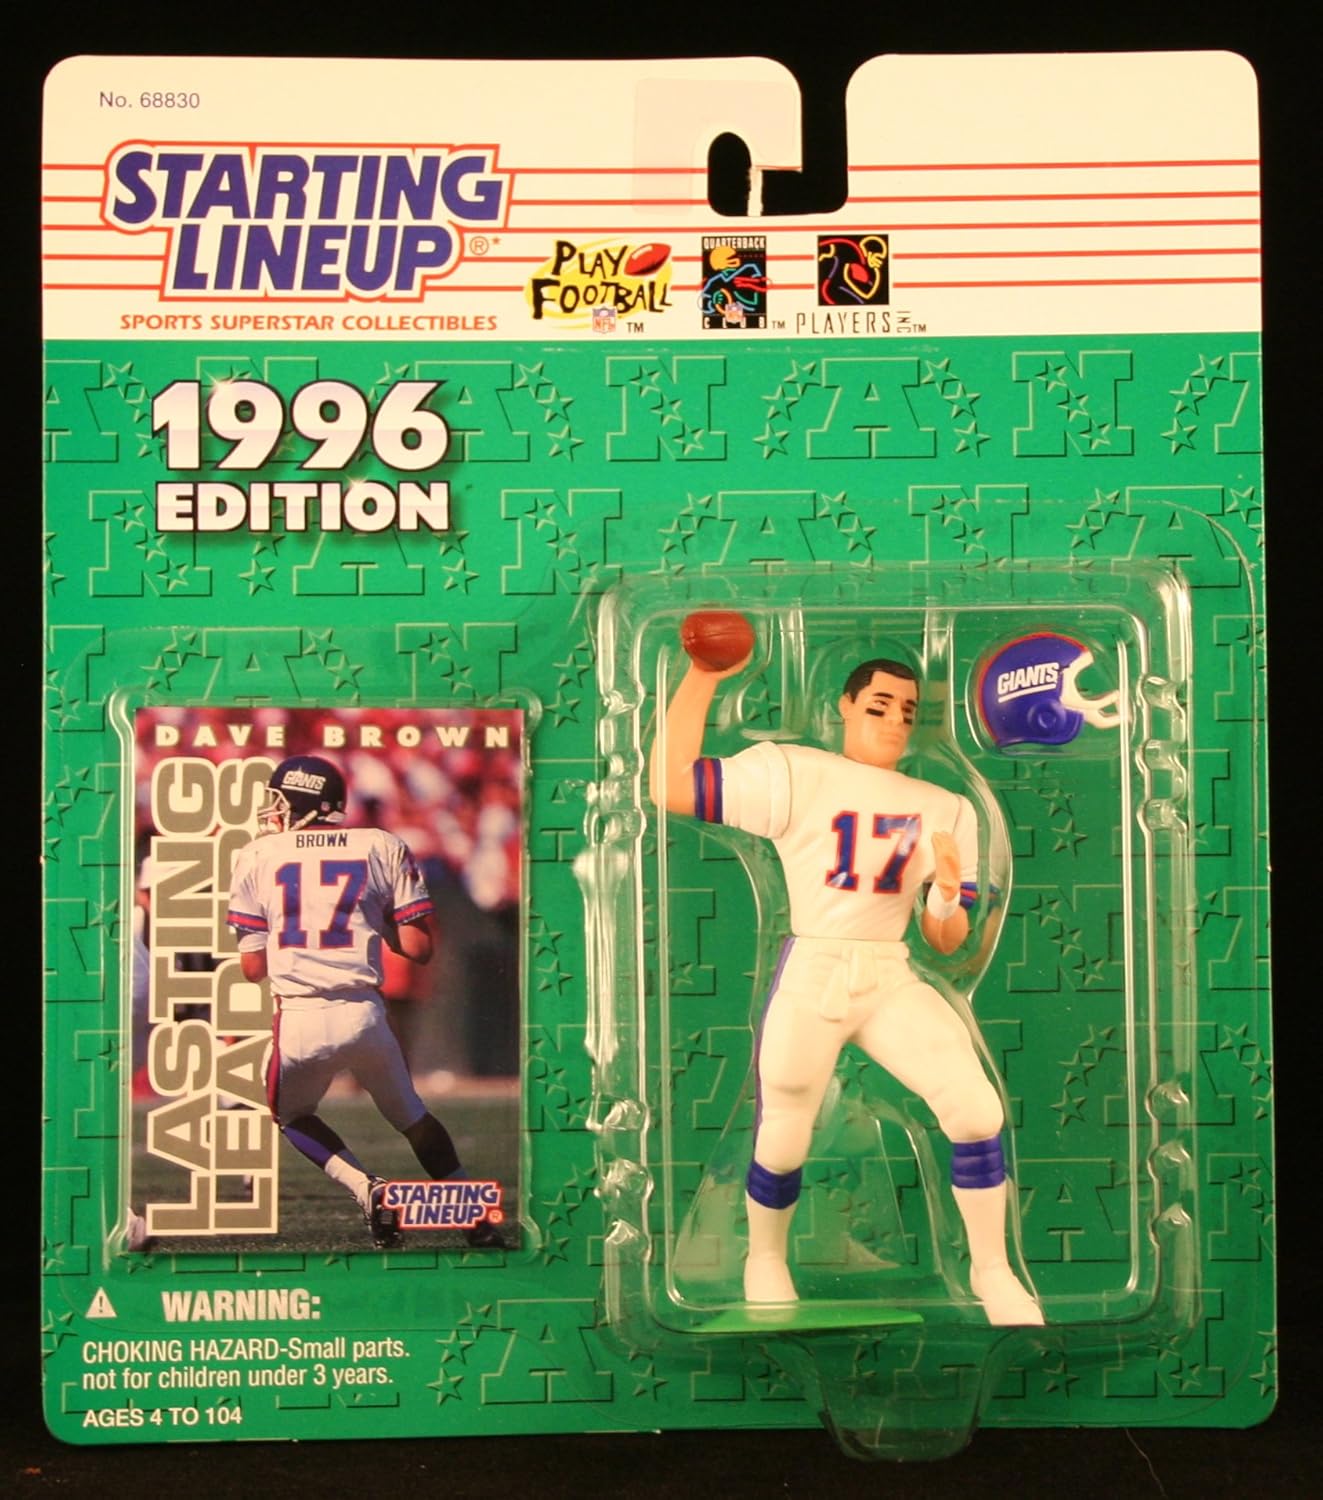 No. 68830
STARTING
LINEUP®*
SPORTS SUPERSTAR COLLECTIBLES
PLAY
FOOTBALL
NFL
TM
QUARTERBACK
CLUB
TM
PLAYERS INC
TM
1996
EDITION
DAVE BROWN
LASTING
LEADERS
GIANTS
BROWN
17
STARTING
LINEUP®
GIANTS
17
WARNING:
CHOKING HAZARD-Small parts.
not for children under 3 years.
AGES 4 TO 104